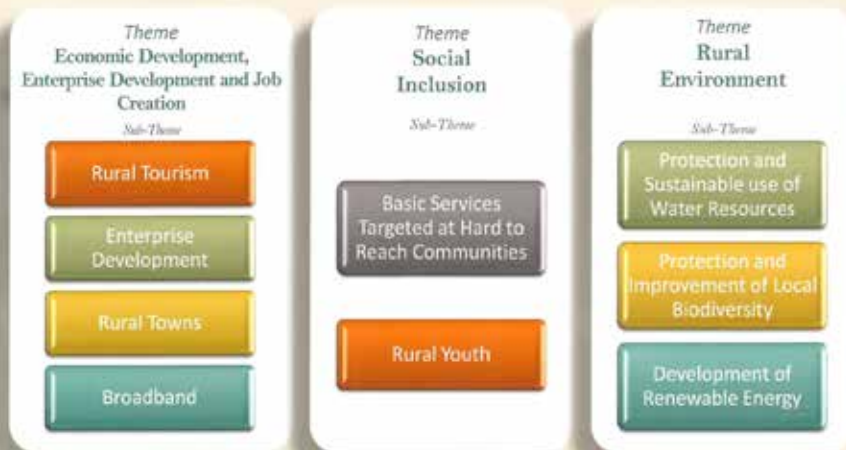 Theme
Economic Development,
Enterprise Development and Job
Creation
Sub-Theme
Rural Tourism
Enterprise
Development
Rural Towns
Broadband
Theme
Social
Inclusion
Sub-Theme
Basic Services
Targeted at Hard to
Reach Communities
Rural Youth
Theme
Rural
Environment
Sub-Theme
Protection and
Sustainable use of
Water Resources
Protection and
Improvement of Local
Biodiversity
Development of
Renewable Energy